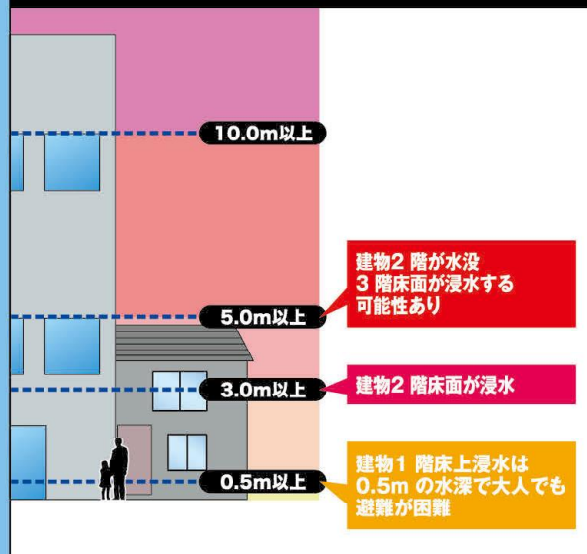 10.0m以上
建物2 階が水没
3 階床面が浸水する
可能性あり
5.0m以上
3.0m以上
建物2 階床面が浸水
建物1 階床上浸水は
0.5m の水深で大人でも
避難が困難
0.5m以上